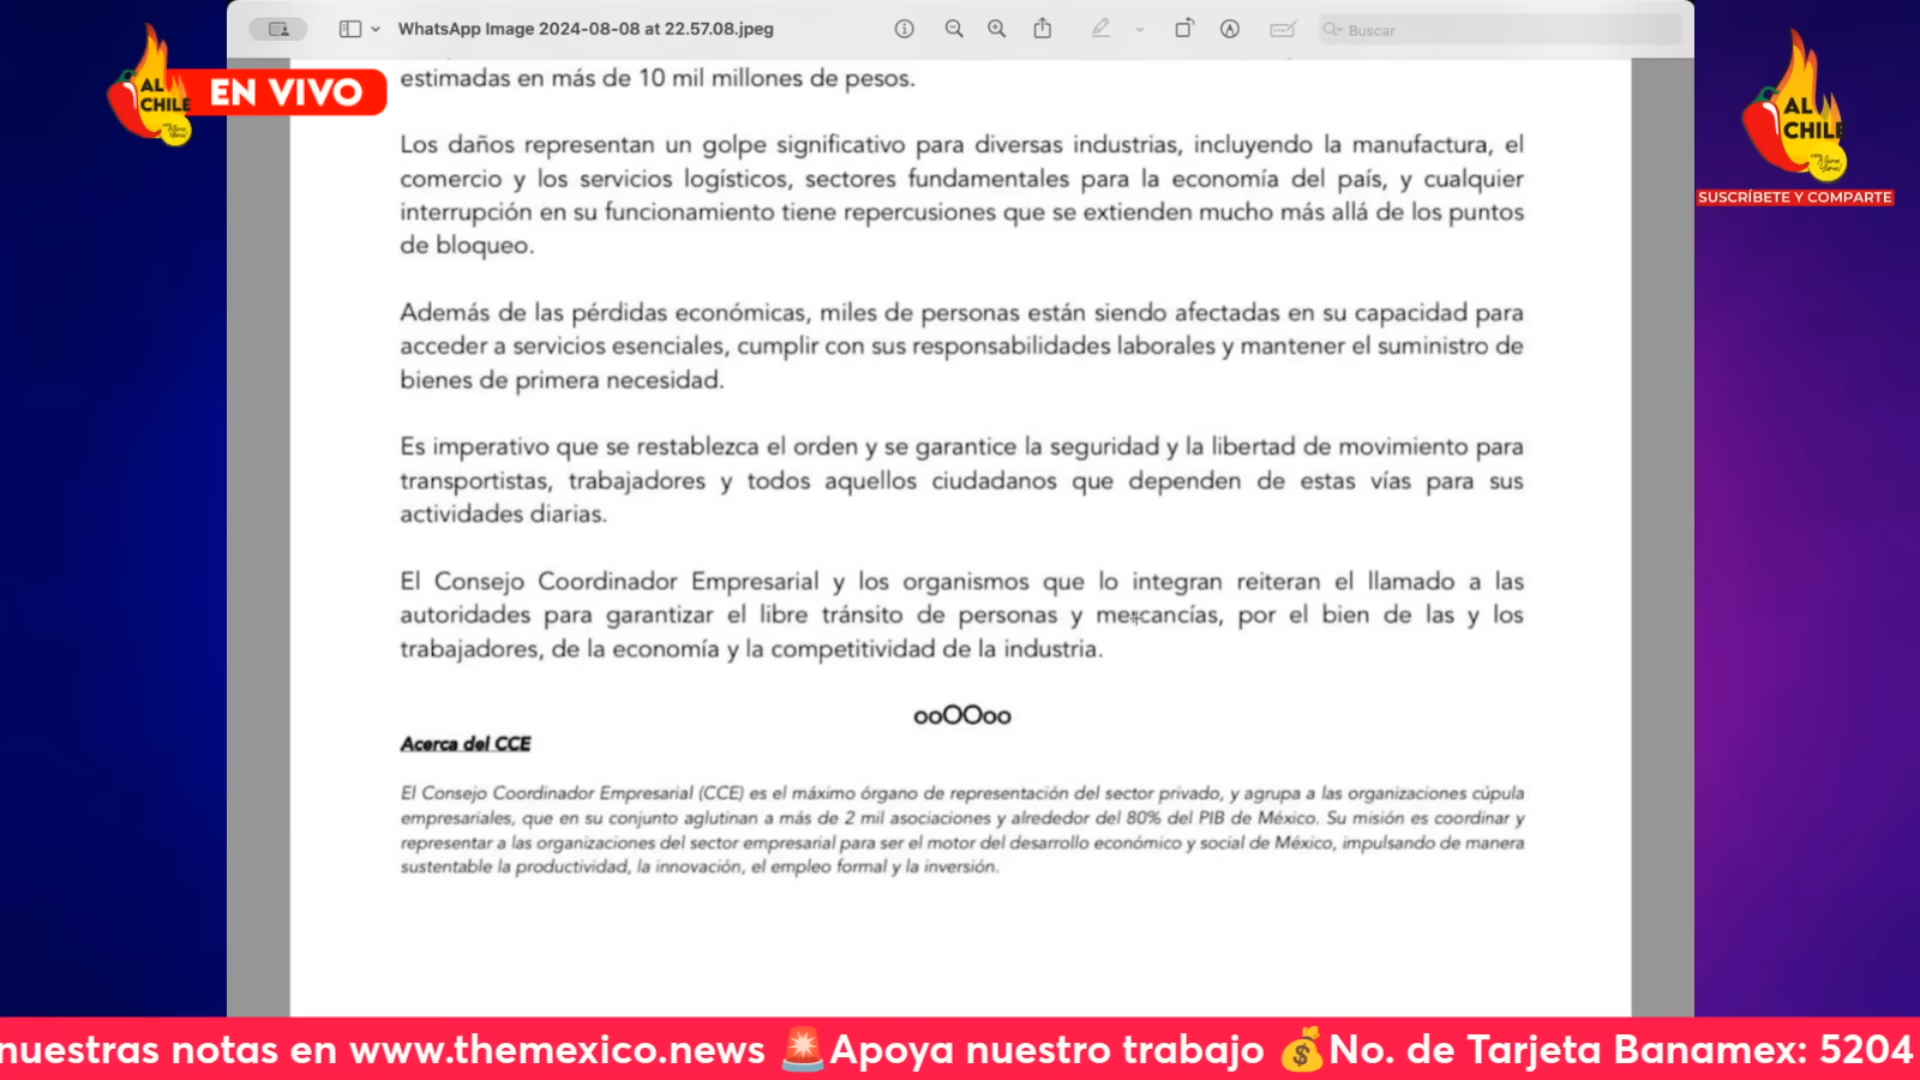 WhatsApp Image 2024-08-08 at 22.57.08.jpeg
Buscar
AL
CHILE
EN VIVO
AL
CHILE
SUSCRÍBETE Y COMPARTE
estimadas en más de 10 mil millones de pesos.
Los daños representan un golpe significativo para diversas industrias, incluyendo la manufactura, el
comercio y los servicios logísticos, sectores fundamentales para la economía del país, y cualquier
interrupción en su funcionamiento tiene repercusiones que se extienden mucho más allá de los puntos
de bloqueo.
Además de las pérdidas económicas, miles de personas están siendo afectadas en su capacidad para
acceder a servicios esenciales, cumplir con sus responsabilidades laborales y mantener el suministro de
bienes de primera necesidad.
Es imperativo que se restablezca el orden y se garantice la seguridad y la libertad de movimiento para
transportistas, trabajadores y todos aquellos ciudadanos que dependen de estas vías para sus
actividades diarias.
El Consejo Coordinador Empresarial y los organismos que lo integran reiteran el llamado a las
autoridades para garantizar el libre tránsito de personas y mercancías, por el bien de las y los
trabajadores, de la economía y la competitividad de la industria.
ooOOoo
Acerca del CCE
El Consejo Coordinador Empresarial (CCE) es el máximo órgano de representación del sector privado, y agrupa a las organizaciones cúpula
empresariales, que en su conjunto aglutinan a más de 2 mil asociaciones y alrededor del 80% del PIB de México. Su misión es coordinar y
representar a las organizaciones del sector empresarial para ser el motor del desarrollo económico y social de México, impulsando de manera
sustentable la productividad, la innovación, el empleo formal y la inversión.
nuestras notas en www.themexico.news 🚨Apoya nuestro trabajo 💰No. de Tarjeta Banamex: 5204